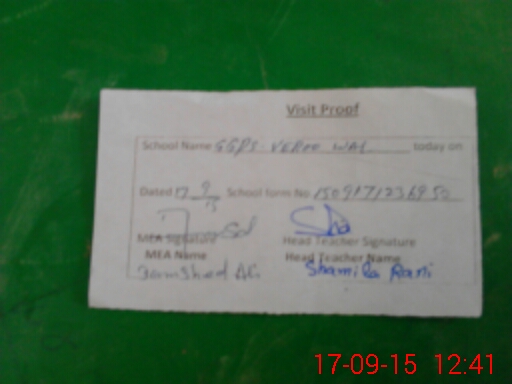 Visit Proof
School Name GGPS. VEROO WAL today on
Dated 17 9/15 School form No 1509171236950
MEA Signature Head Teacher Signature
MEA Name Head Teacher Name
Jamshed Ali Shamila Rani
17-09-15 12:41